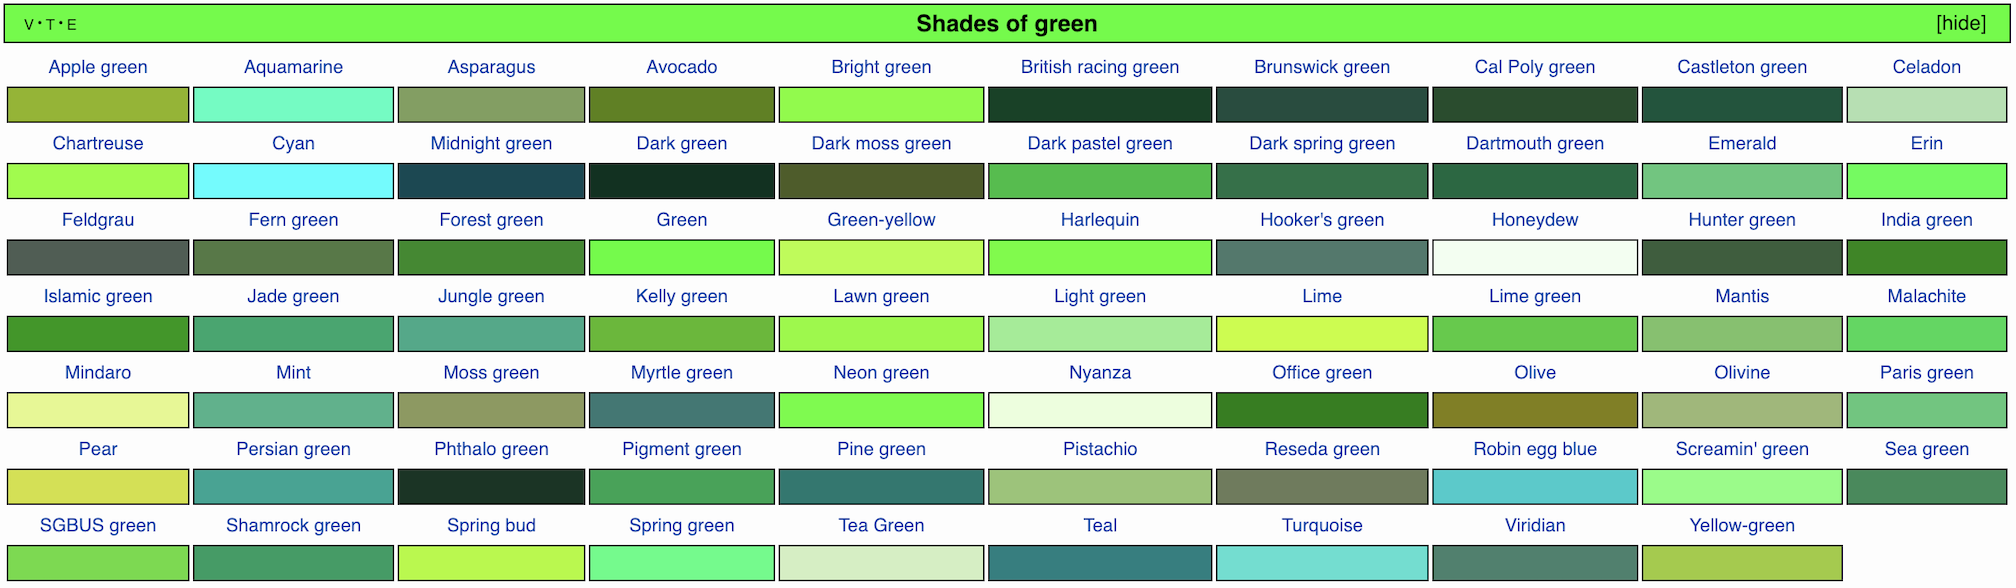 V · T · E Shades of green [hide]
Apple green Aquamarine Asparagus Avocado Bright green British racing green Brunswick green Cal Poly green Castleton green Celadon
Chartreuse Cyan Midnight green Dark green Dark moss green Dark pastel green Dark spring green Dartmouth green Emerald Erin
Feldgrau Fern green Forest green Green Green-yellow Harlequin Hooker's green Honeydew Hunter green India green
Islamic green Jade green Jungle green Kelly green Lawn green Light green Lime Lime green Mantis Malachite
Mindaro Mint Moss green Myrtle green Neon green Nyanza Office green Olive Olivine Paris green
Pear Persian green Phthalo green Pigment green Pine green Pistachio Reseda green Robin egg blue Screamin' green Sea green
SGBUS green Shamrock green Spring bud Spring green Tea Green Teal Turquoise Viridian Yellow-green